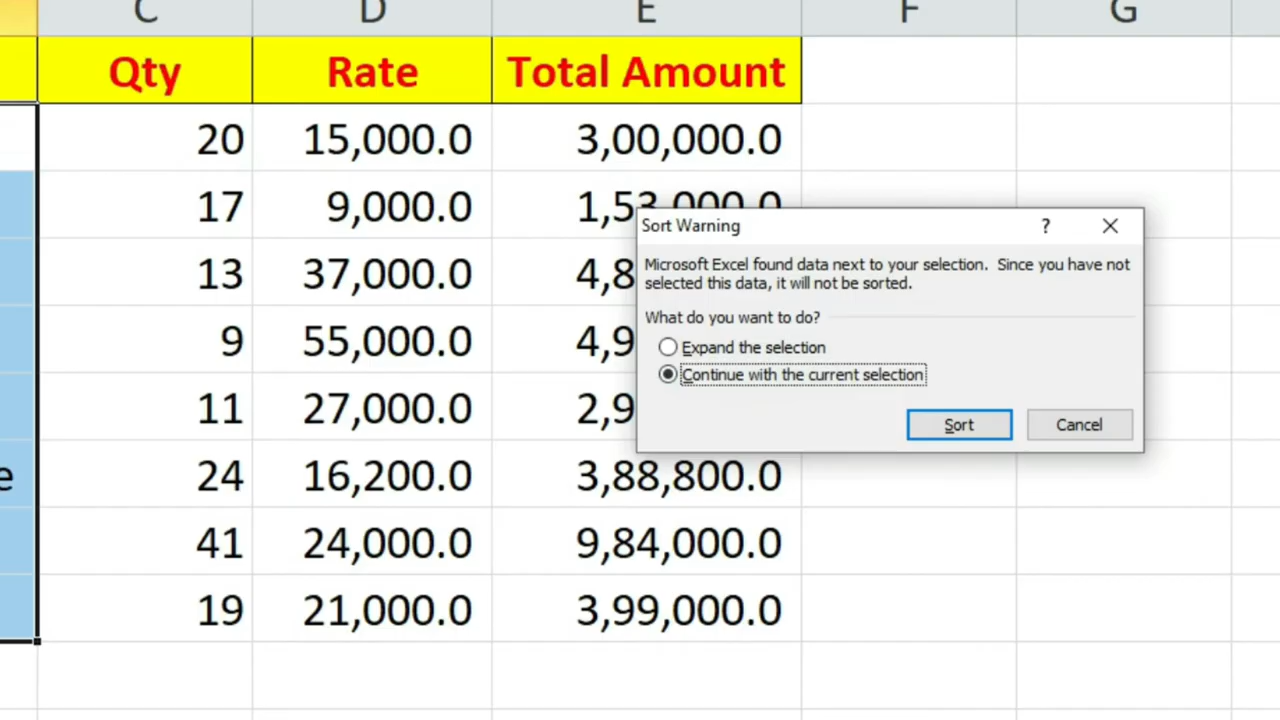 C D E F G
Qty Rate Total Amount
20 15,000.0 3,00,000.0
17 9,000.0 1,53,000.0
Sort Warning ?
13 37,000.0 4,8
Microsoft Excel found data next to your selection. Since you have not
selected this data, it will not be sorted.
What do you want to do?
9 55,000.0 4,9
Expand the selection
Continue with the current selection
11 27,000.0 2,9
Sort Cancel
e 24 16,200.0 3,88,800.0
41 24,000.0 9,84,000.0
19 21,000.0 3,99,000.0